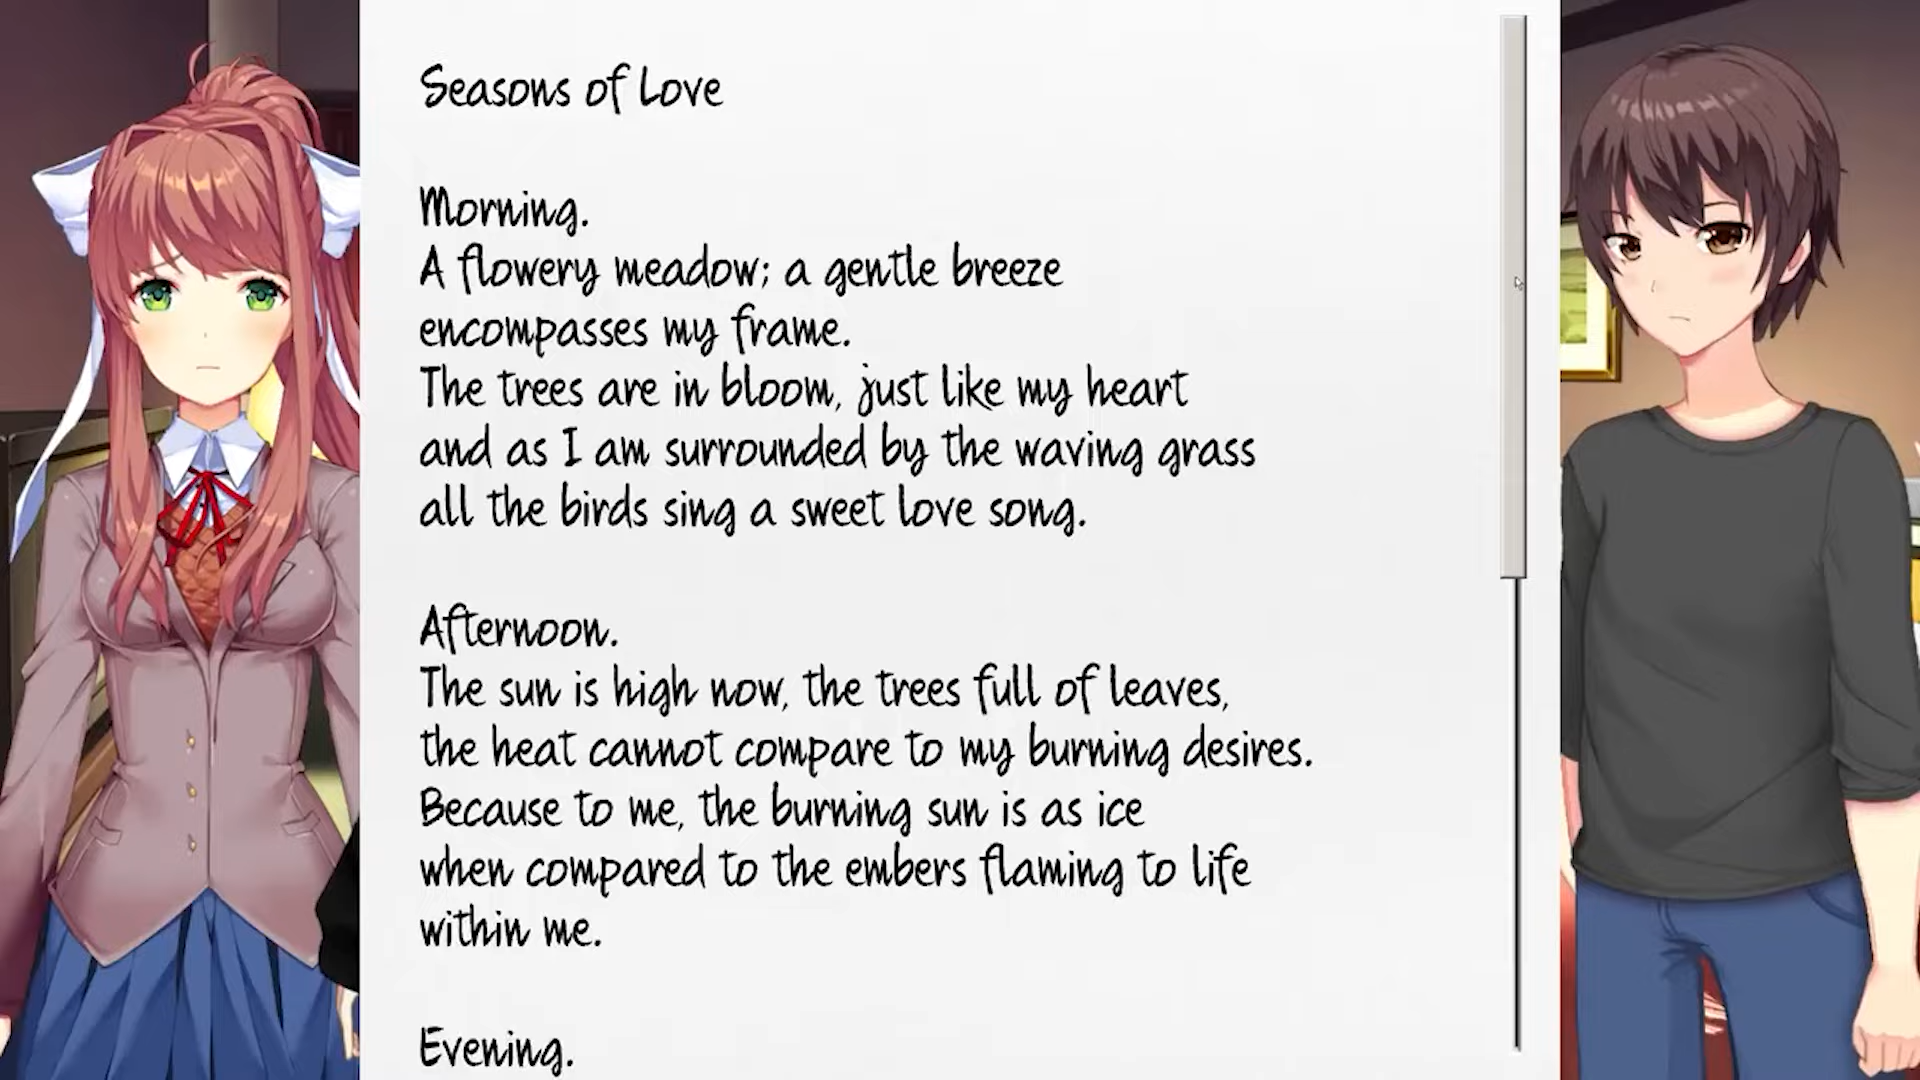 Seasons of Love
Morning.
A flowery meadow; a gentle breeze
encompasses my frame.
The trees are in bloom, just like my heart
and as I am surrounded by the waving grass
all the birds sing a sweet love song.
Afternoon.
The sun is high now, the trees full of leaves,
the heat cannot compare to my burning desires.
Because to me, the burning sun is as ice
when compared to the embers flaming to life
within me.
Evening.